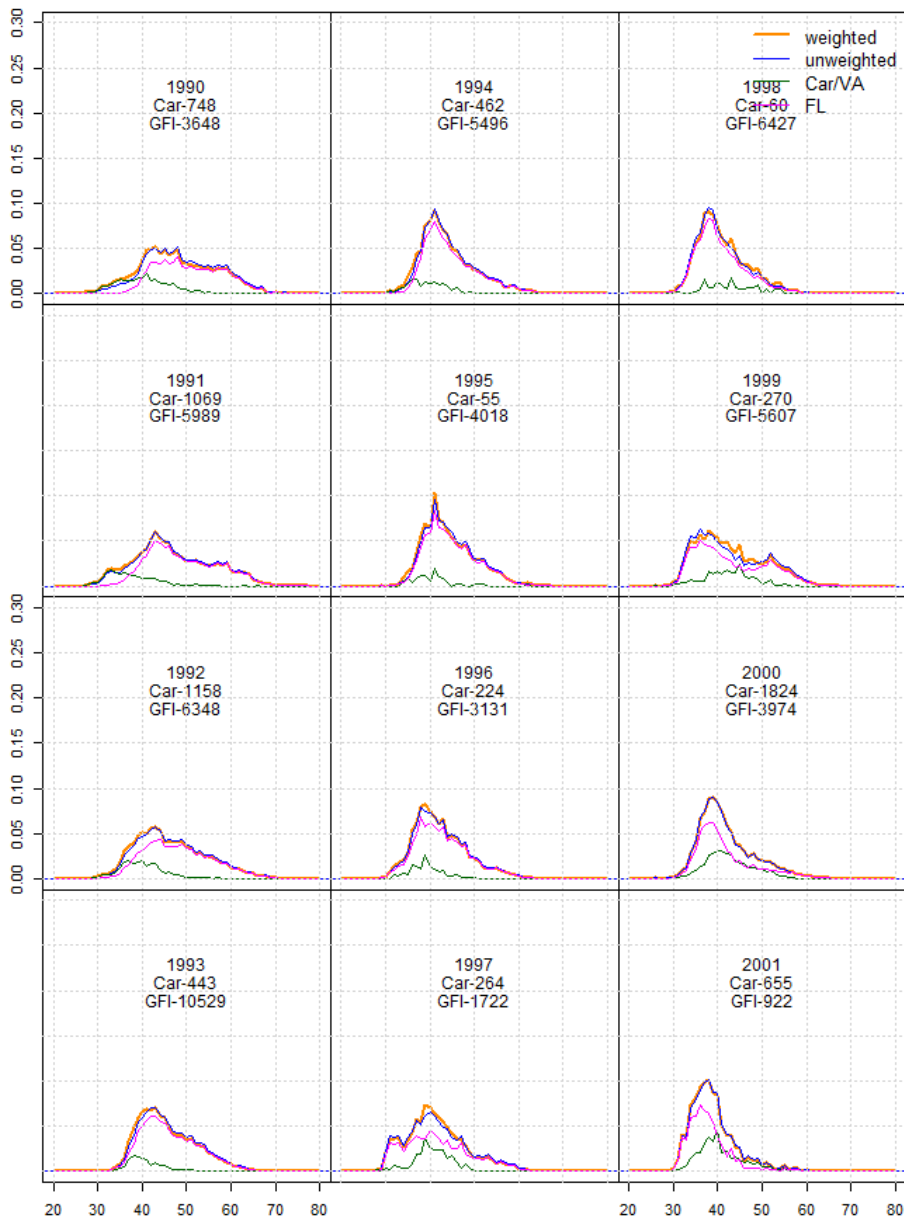 weighted
unweighted
Car/VA
FL
0.30
0.25
0.20
0.15
0.10
0.05
0.00
1990
Car-748
GFI-3648
1994
Car-462
GFI-5496
1998
Car-60
GFI-6427
1991
Car-1069
GFI-5989
1995
Car-55
GFI-4018
1999
Car-270
GFI-5607
0.30
0.25
0.20
0.15
0.10
0.05
0.00
1992
Car-1158
GFI-6348
1996
Car-224
GFI-3131
2000
Car-1824
GFI-3974
1993
Car-443
GFI-10529
1997
Car-264
GFI-1722
2001
Car-655
GFI-922
20 30 40 50 60 70 80 20 30 40 50 60 70 80